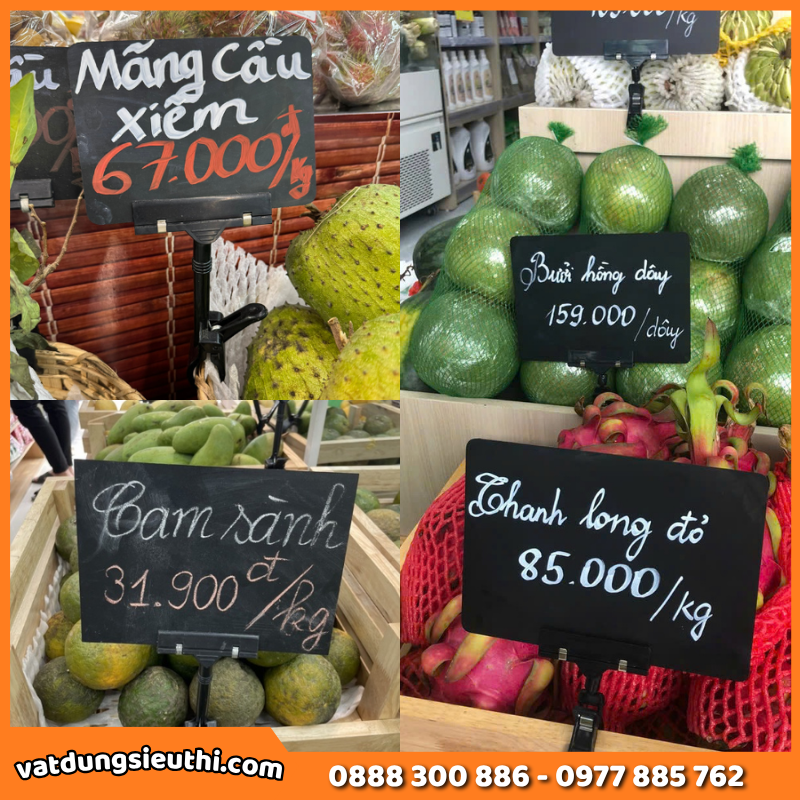 Mãng Cầu
xiêm
67.000đ/kg
/kg
Bưởi hồng dây
159.000/dây
Cam sành
31.900đ/kg
Thanh long đỏ
85.000/kg
vatdungsieuthi.com
0888 300 886 - 0977 885 762